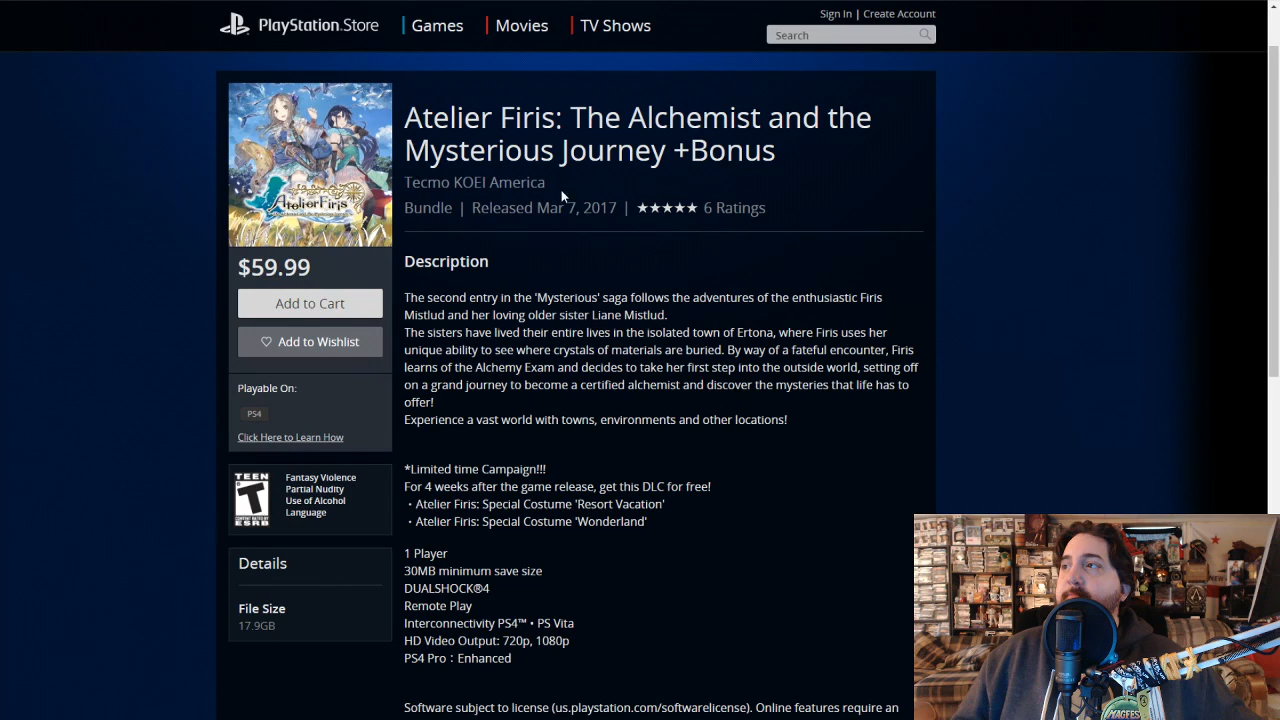 PlayStation.Store
Games
Movies
TV Shows
Sign In | Create Account
Search
Atelier Firis: The Alchemist and the
Mysterious Journey +Bonus
Tecmo KOEI America
Bundle | Released Mar 7, 2017 | ★★★★★ 6 Ratings
AtelierFiris
$59.99
Add to Cart
♡ Add to Wishlist
Playable On:
PS4
Click Here to Learn How
TEEN
T
CONTENT RATED BY
ESRB
Fantasy Violence
Partial Nudity
Use of Alcohol
Language
Details
File Size
17.9GB
Description
The second entry in the 'Mysterious' saga follows the adventures of the enthusiastic Firis
Mistlud and her loving older sister Liane Mistlud.
The sisters have lived their entire lives in the isolated town of Ertona, where Firis uses her
unique ability to see where crystals of materials are buried. By way of a fateful encounter, Firis
learns of the Alchemy Exam and decides to take her first step into the outside world, setting off
on a grand journey to become a certified alchemist and discover the mysteries that life has to
offer!
Experience a vast world with towns, environments and other locations!
*Limited time Campaign!!!
For 4 weeks after the game release, get this DLC for free!
・Atelier Firis: Special Costume 'Resort Vacation'
・Atelier Firis: Special Costume 'Wonderland'
1 Player
30MB minimum save size
DUALSHOCK®4
Remote Play
Interconnectivity PS4™・PS Vita
HD Video Output: 720p, 1080p
PS4 Pro：Enhanced
Software subject to license (us.playstation.com/softwarelicense). Online features require an